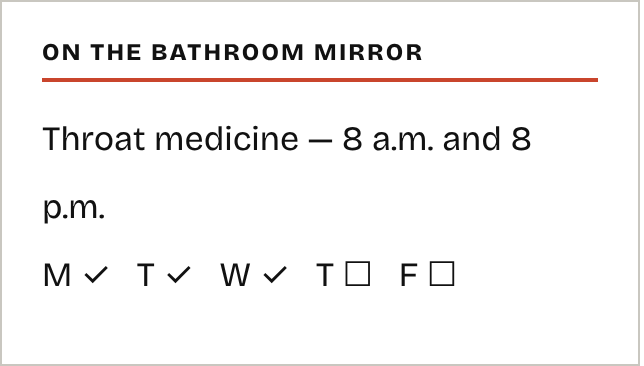 ON THE BATHROOM MIRROR
Throat medicine — 8 a.m. and 8
p.m.
M ✓ T ✓ W ✓ T ☐ F ☐